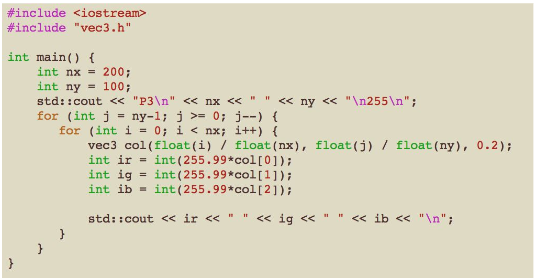 #include <iostream>
#include "vec3.h"

int main() {
    int nx = 200;
    int ny = 100;
    std::cout << "P3\n" << nx << " " << ny << "\n255\n";
    for (int j = ny-1; j >= 0; j--) {
       for (int i = 0; i < nx; i++) {
           vec3 col(float(i) / float(nx), float(j) / float(ny), 0.2);
           int ir = int(255.99*col[0]);
           int ig = int(255.99*col[1]);
           int ib = int(255.99*col[2]);

           std::cout << ir << " " << ig << " " << ib << "\n";
       }
    }
}